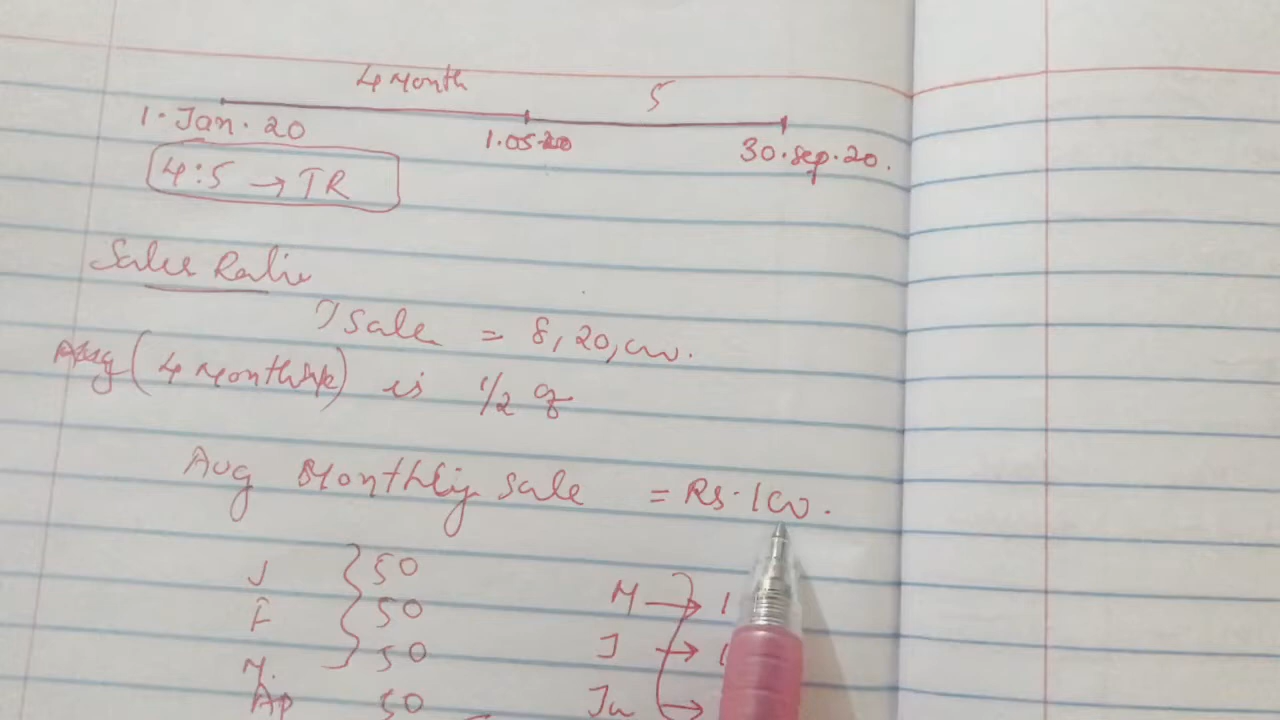 4 Month 5
1. Jan. 20 1.05.20 30. Sep. 20.
4:5 → TR
Sales Ratio
Sale = 8,20,000.
Avg (4 months) is 1/2 of
Avg Monthly Sale = Rs. 100.
J 50
F 50 M → 1
M. 50 J → 1
Ap 50 Ju →